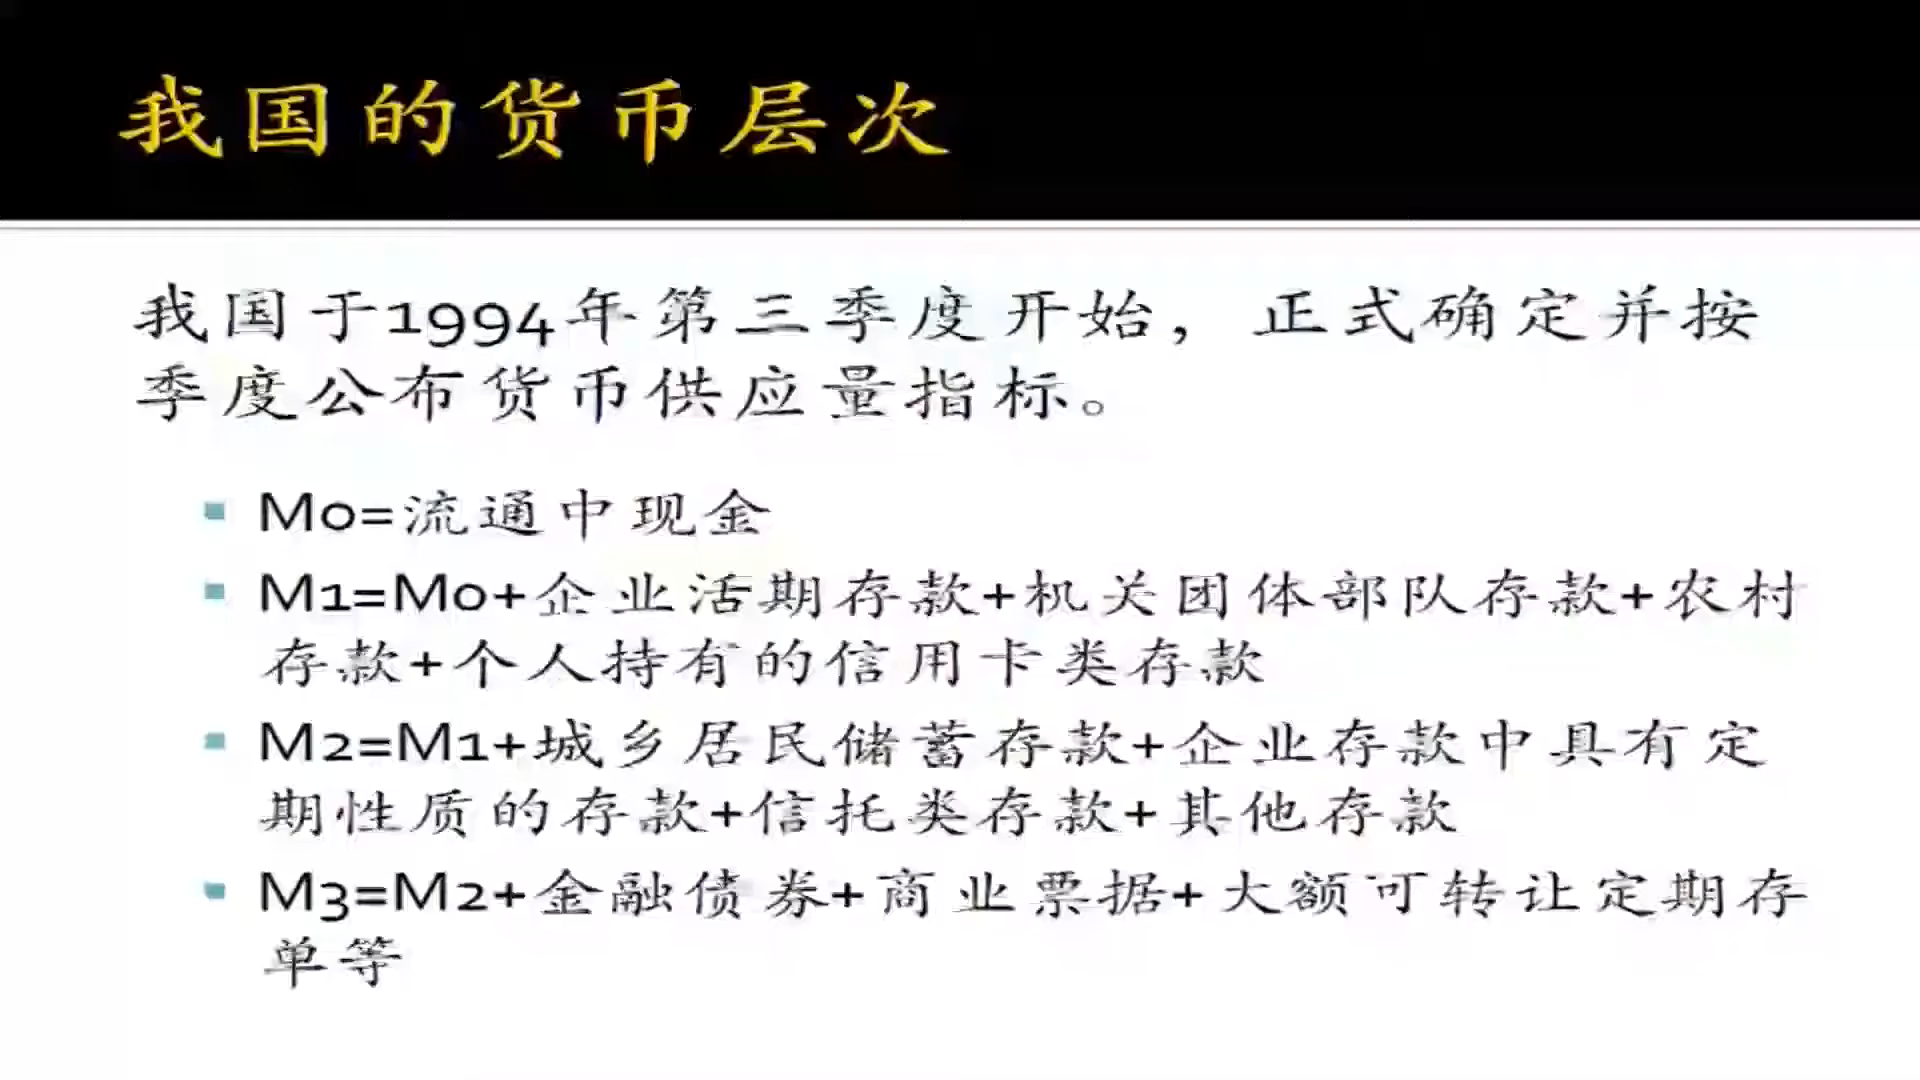 我国的货币层次
我国于1994年第三季度开始，正式确定并按
季度公布货币供应量指标。
M0=流通中现金
M1=M0+企业活期存款+机关团体部队存款+农村
存款+个人持有的信用卡类存款
M2=M1+城乡居民储蓄存款+企业存款中具有定
期性质的存款+信托类存款+其他存款
M3=M2+金融债券+商业票据+大额可转让定期存
单等